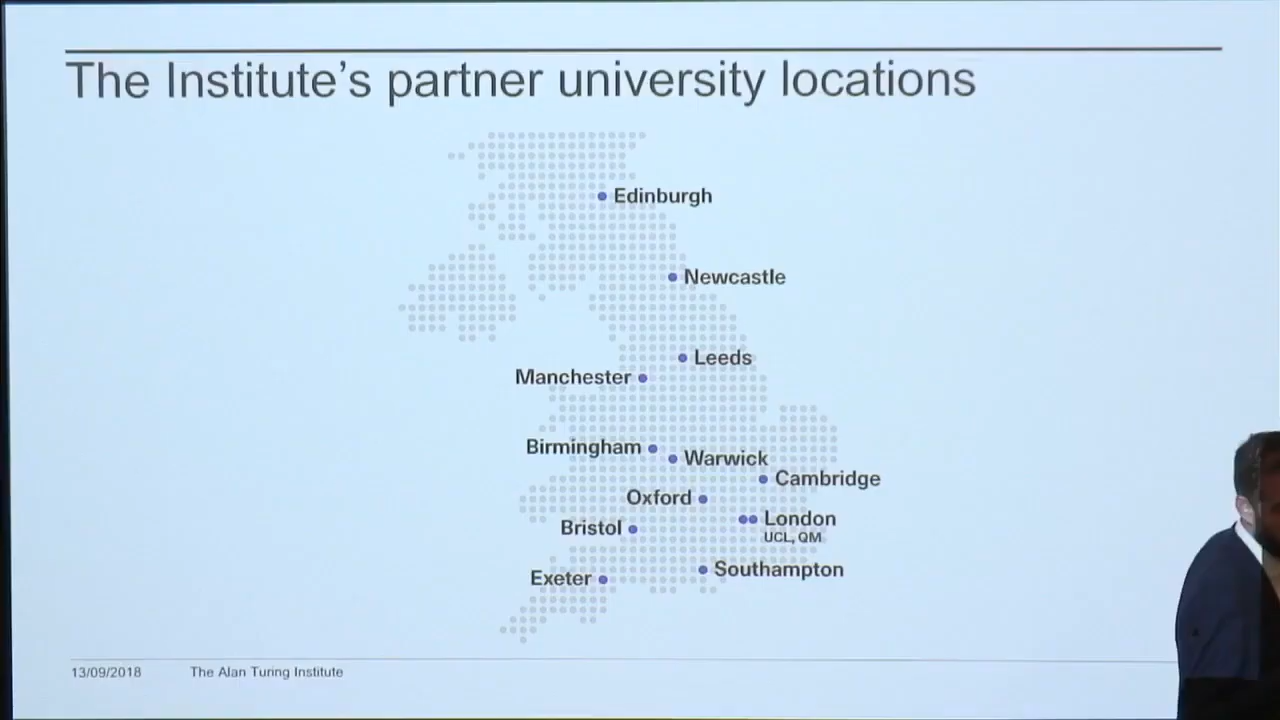 The Institute's partner university locations
Edinburgh
Newcastle
Leeds
Manchester
Birmingham
Warwick
Cambridge
Oxford
London
UCL, QM
Bristol
Southampton
Exeter
13/09/2018 The Alan Turing Institute